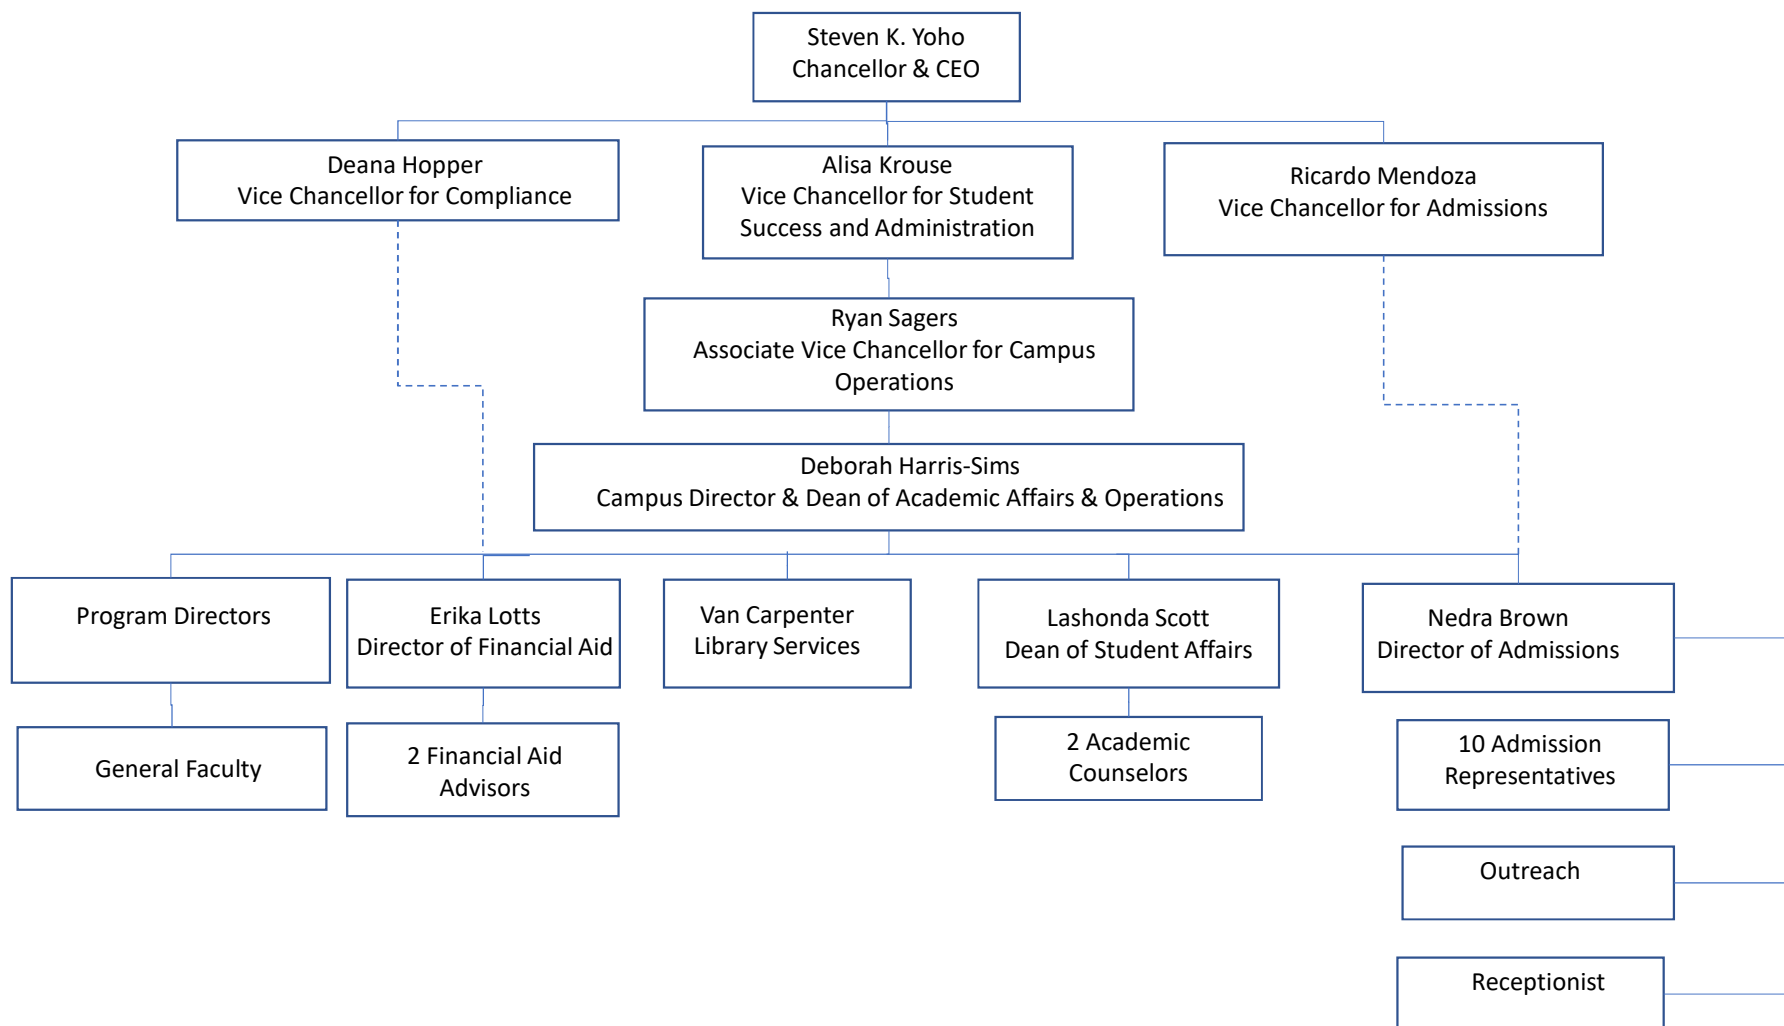 Steven K. Yoho
Chancellor & CEO
Deana Hopper
Vice Chancellor for Compliance
Alisa Krouse
Vice Chancellor for Student
Success and Administration
Ricardo Mendoza
Vice Chancellor for Admissions
Ryan Sagers
Associate Vice Chancellor for Campus
Operations
Deborah Harris-Sims
Campus Director & Dean of Academic Affairs & Operations
Program Directors
Erika Lotts
Director of Financial Aid
Van Carpenter
Library Services
Lashonda Scott
Dean of Student Affairs
Nedra Brown
Director of Admissions
General Faculty
2 Financial Aid
Advisors
2 Academic
Counselors
10 Admission
Representatives
Outreach
Receptionist